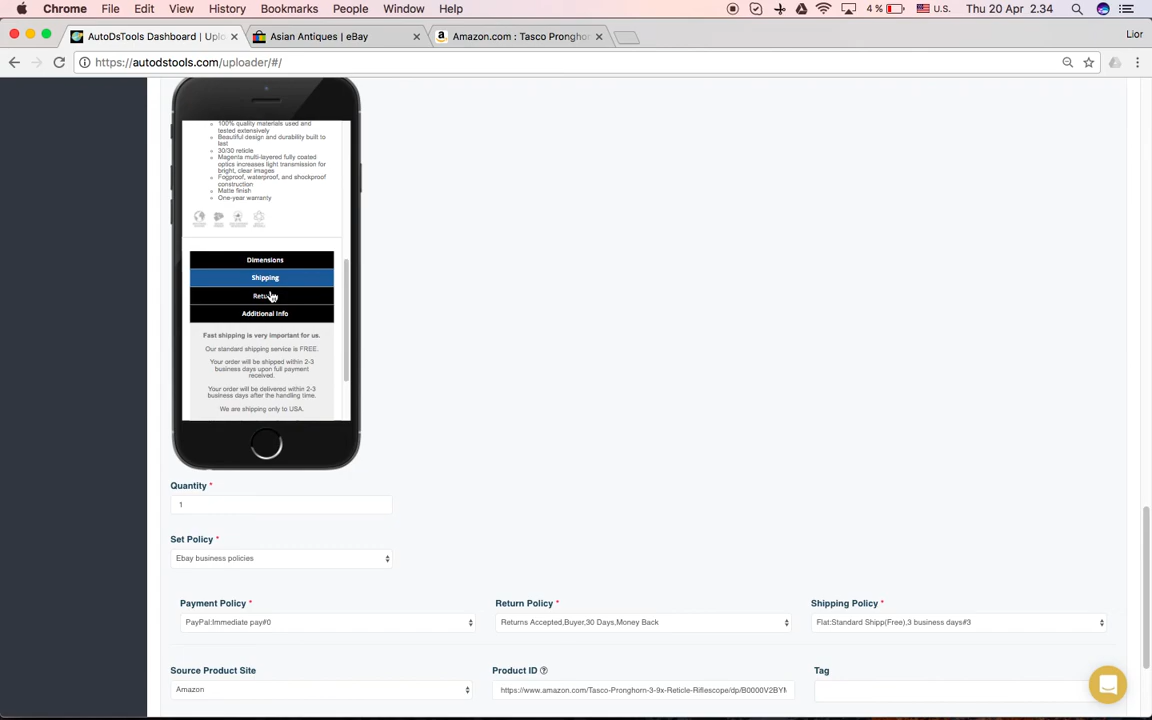 Chrome File Edit View History Bookmarks People Window Help 4 % U.S. Thu 20 Apr 2.34
AutoDsTools Dashboard | Uplo Asian Antiques | eBay Amazon.com : Tasco Pronghorn Lior
https://autodstools.com/uploader/#/
100% quality materials used and
tested extensively
Beautiful design and durability built to
last
30/30 reticle
Magenta multi-layered fully coated
optics increases light transmission for
bright, clear images
Fogproof, waterproof, and shockproof
construction
Matte finish
One-year warranty
Dimensions
Shipping
Additional Info
Fast shipping is very important for us.
Our standard shipping service is FREE.
Your order will be shipped within 2-3
business days upon full payment
received.
Your order will be delivered within 2-3
business days after the handling time.
We are shipping only to USA.
Quantity *
1
Set Policy *
Ebay business policies
Payment Policy * Return Policy * Shipping Policy *
PayPal:Immediate pay#0 Returns Accepted,Buyer,30 Days,Money Back Flat:Standard Shipp(Free),3 business days#3
Source Product Site Product ID Tag
Amazon https://www.amazon.com/Tasco-Pronghorn-3-9x-Reticle-Riflescope/dp/B0000V2BYM